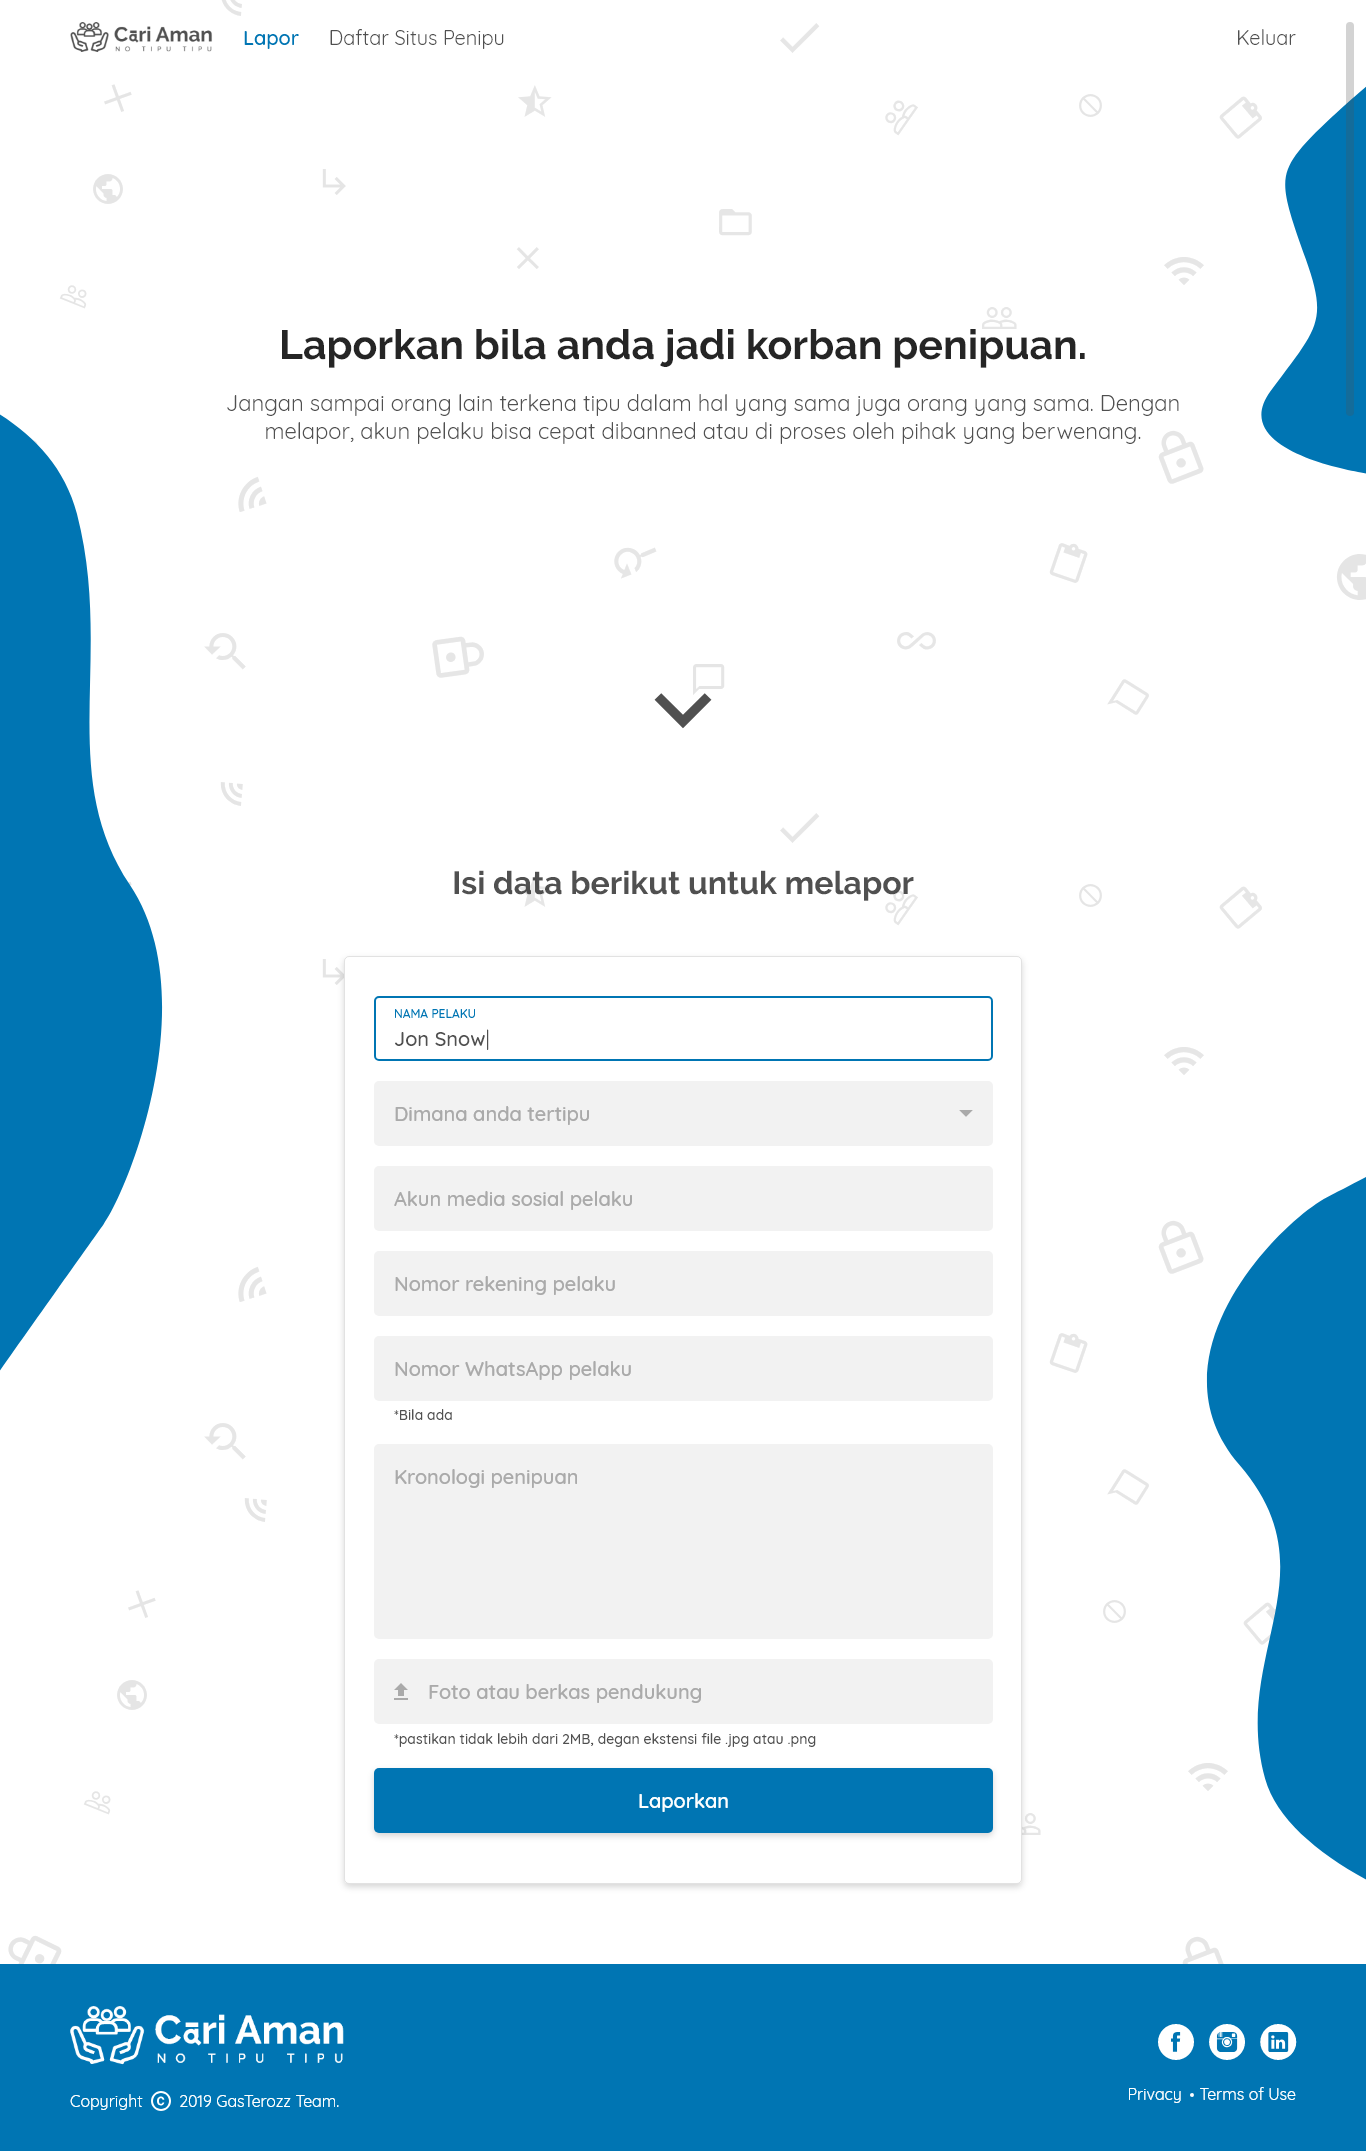 Cari Aman
NO TIPU TIPU
Lapor
Daftar Situs Penipu
Keluar
Laporkan bila anda jadi korban penipuan.
Jangan sampai orang lain terkena tipu dalam hal yang sama juga orang yang sama. Dengan
melapor, akun pelaku bisa cepat dibanned atau di proses oleh pihak yang berwenang.
Isi data berikut untuk melapor
NAMA PELAKU
Jon Snow
Dimana anda tertipu
Akun media sosial pelaku
Nomor rekening pelaku
Nomor WhatsApp pelaku
*Bila ada
Kronologi penipuan
Foto atau berkas pendukung
*pastikan tidak lebih dari 2MB, degan ekstensi file .jpg atau .png
Laporkan
Cari Aman
NO TIPU TIPU
Copyright © 2019 GasTerozz Team.
Privacy • Terms of Use